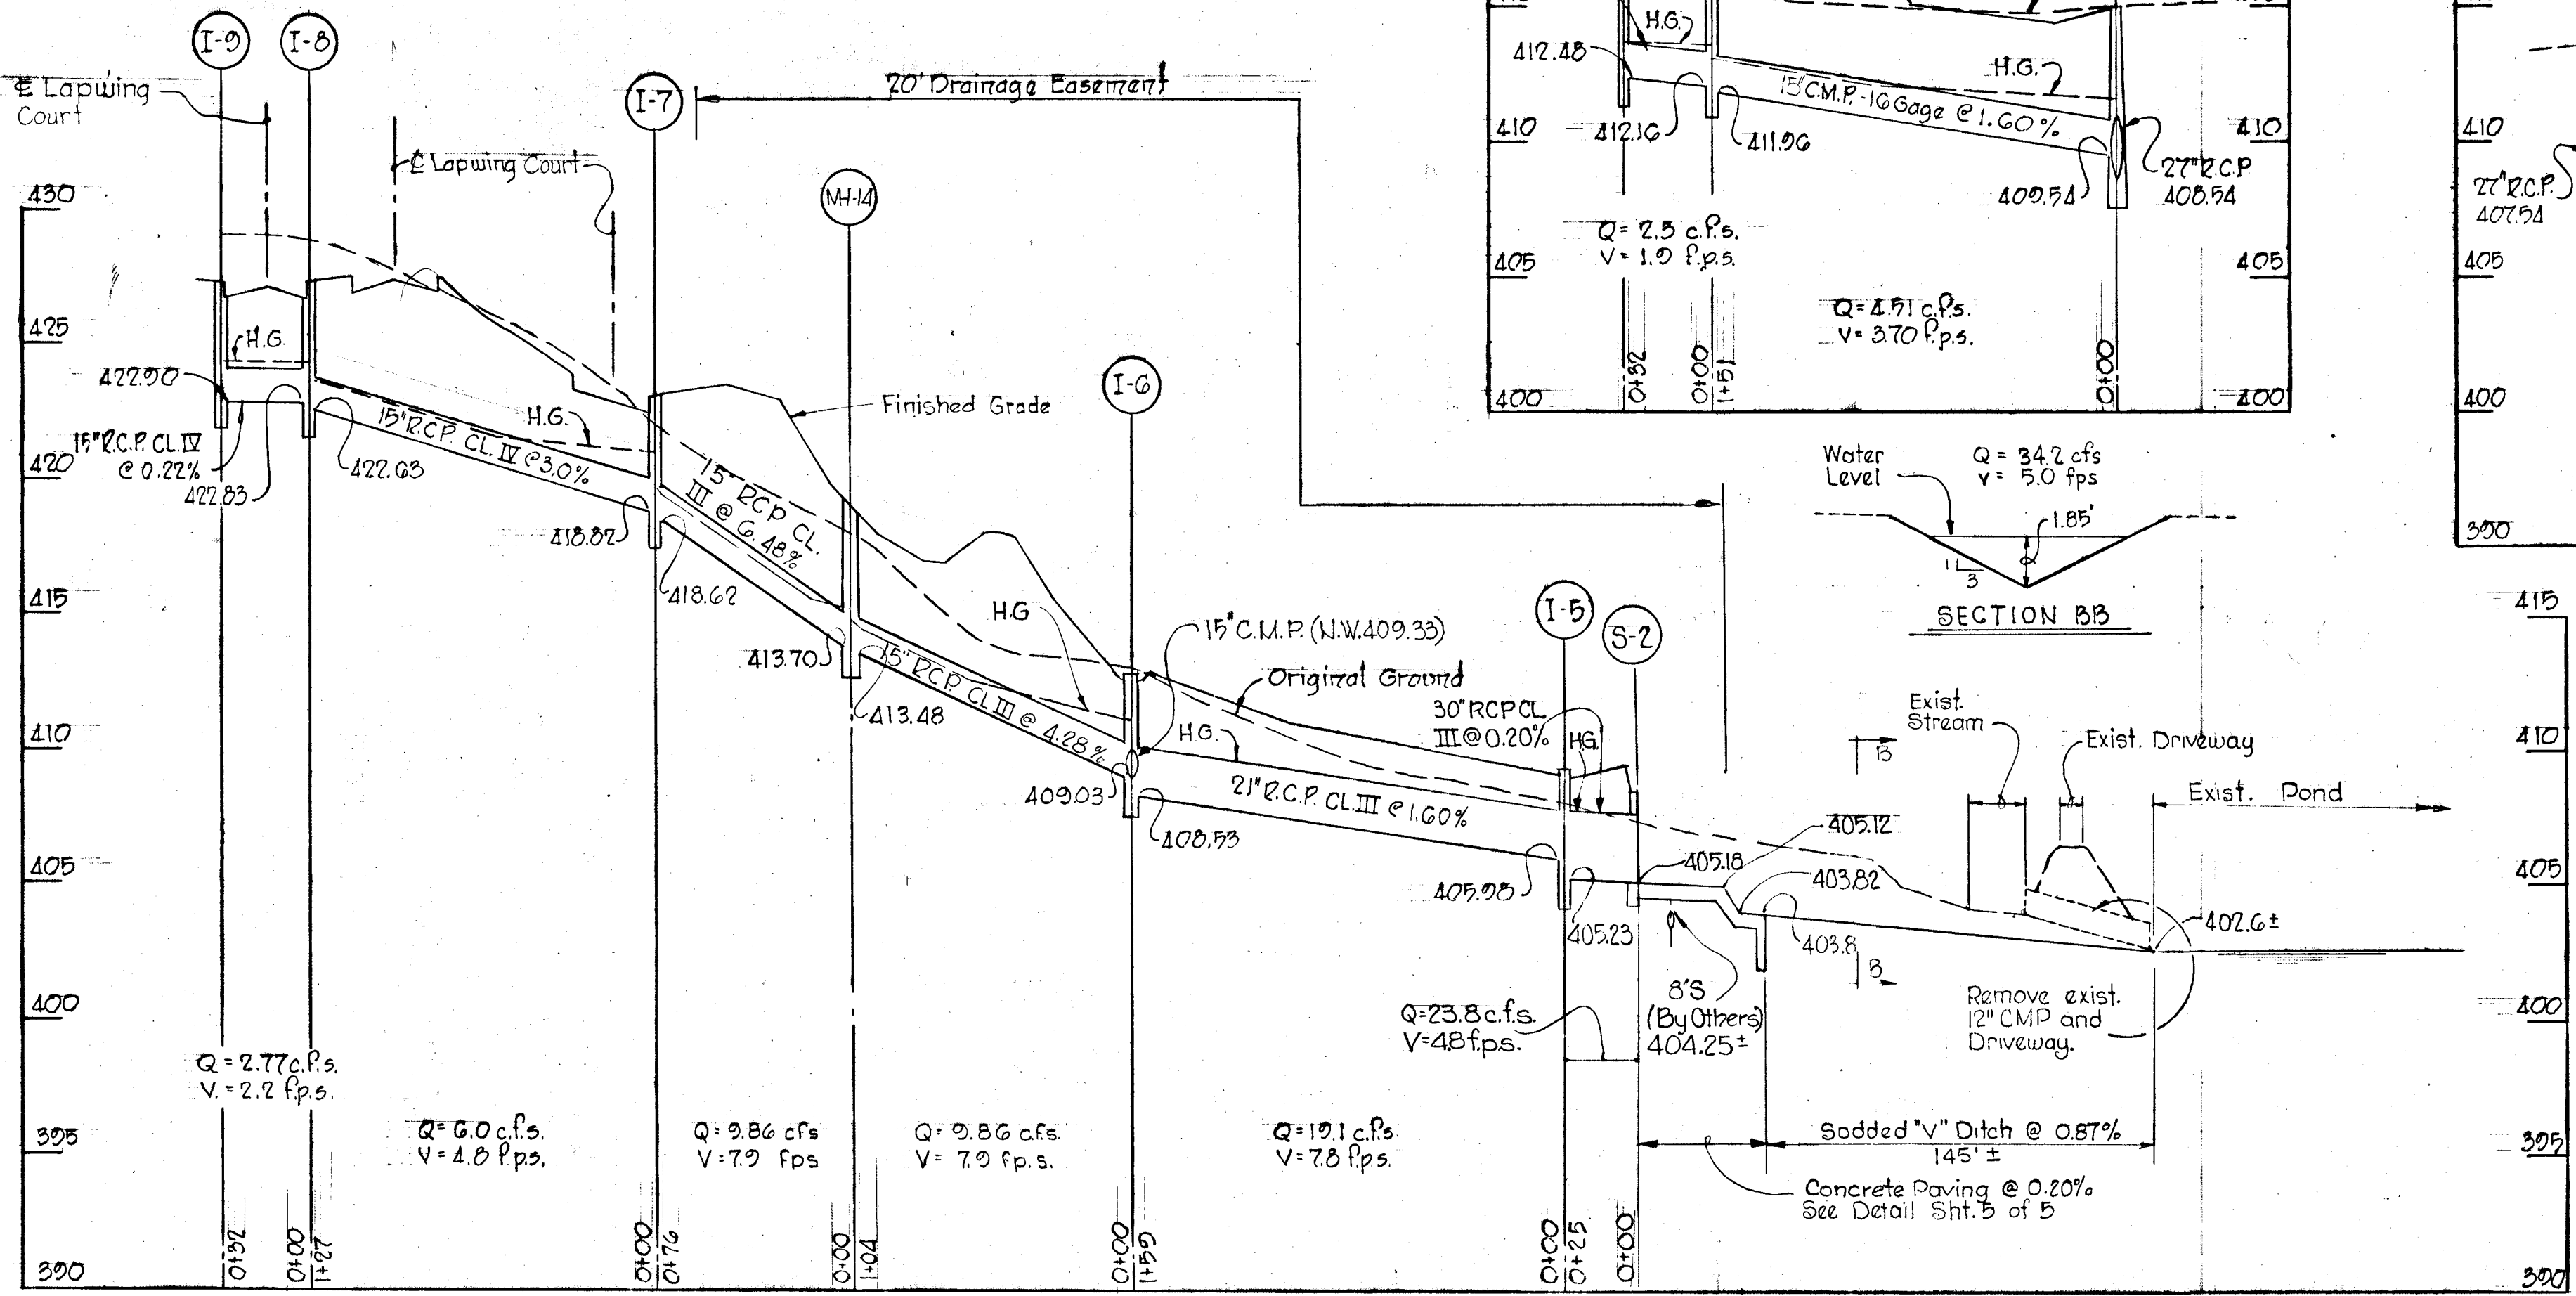 I-9
I-8
I-7
MH-14
I-6
I-5
S-2
℄ Lapwing
Court
℄ Lapwing Court
20' Drainage Easement
430
425
420
415
410
405
400
395
390
H.G.
422.90
15" R.C.P. CL. IV
@ 0.22%
422.83
422.63
15" R.C.P. CL. IV @ 3.0%
H.G.
418.82
418.62
15" RCP CL.
III @ 6.48%
Finished Grade
413.70
413.48
15" RCP. CL III @ 4.28%
H.G
409.03
408.53
15" C.M.P. (N.W. 409.33)
Original Ground
H.G.
21" R.C.P. CL. III @ 1.60%
30" RCP CL
III @ 0.20%
H.G.
405.98
405.23
405.18
405.12
403.82
403.8
8"S
(By Others)
404.25±
Exist.
Stream
Exist. Driveway
Exist. Pond
402.6±
Remove exist.
12" CMP and
Driveway.
B
B
Q = 2.77 c.f.s.
V. = 2.2 f.p.s.
Q = 6.0 c.f.s.
V = 4.8 f.p.s.
Q = 9.86 cfs
V = 7.9 fps
Q = 9.86 c.f.s.
V = 7.9 f.p.s.
Q = 19.1 c.f.s.
V = 7.8 f.p.s.
Q = 23.8 c.f.s.
V = 4.8 f.p.s.
Sodded "V" Ditch @ 0.87%
145' ±
Concrete Paving @ 0.20%
See Detail Sht. 5 of 5
0+32
0+00
1+27
0+00
0+76
0+00
1+04
0+00
1+59
0+00
0+25
0+00
415
410
405
400
395
390
H.G.
412.48
412.16
411.96
15" C.M.P. - 16 Gage @ 1.60%
H.G.
409.54
27" R.C.P.
408.54
410
405
400
410
405
400
Q = 2.3 c.f.s.
V = 1.9 f.p.s.
Q = 4.51 c.f.s.
V = 3.70 f.p.s.
0+32
0+00
1+51
0+00
Water
Level
Q = 34.2 cfs
v = 5.0 fps
1.85'
1
3
SECTION BB
410
27" R.C.P.
407.54
405
400
390